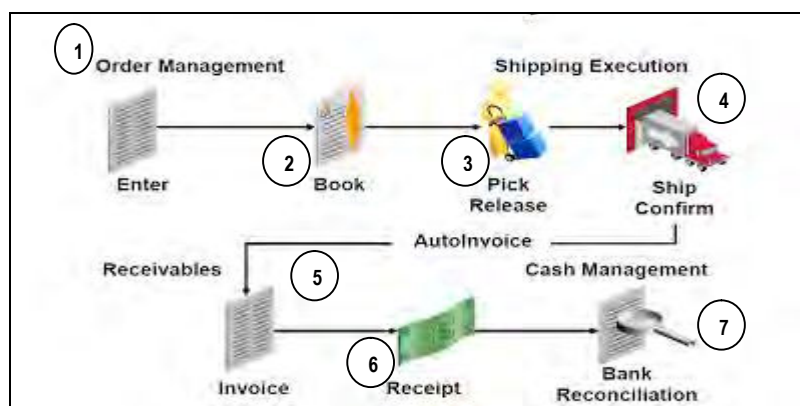 1
Order Management
Shipping Execution
4
2
3
Enter
Book
Pick
Release
Ship
Confirm
AutoInvoice
Receivables
5
Cash Management
7
6
Invoice
Receipt
Bank
Reconciliation